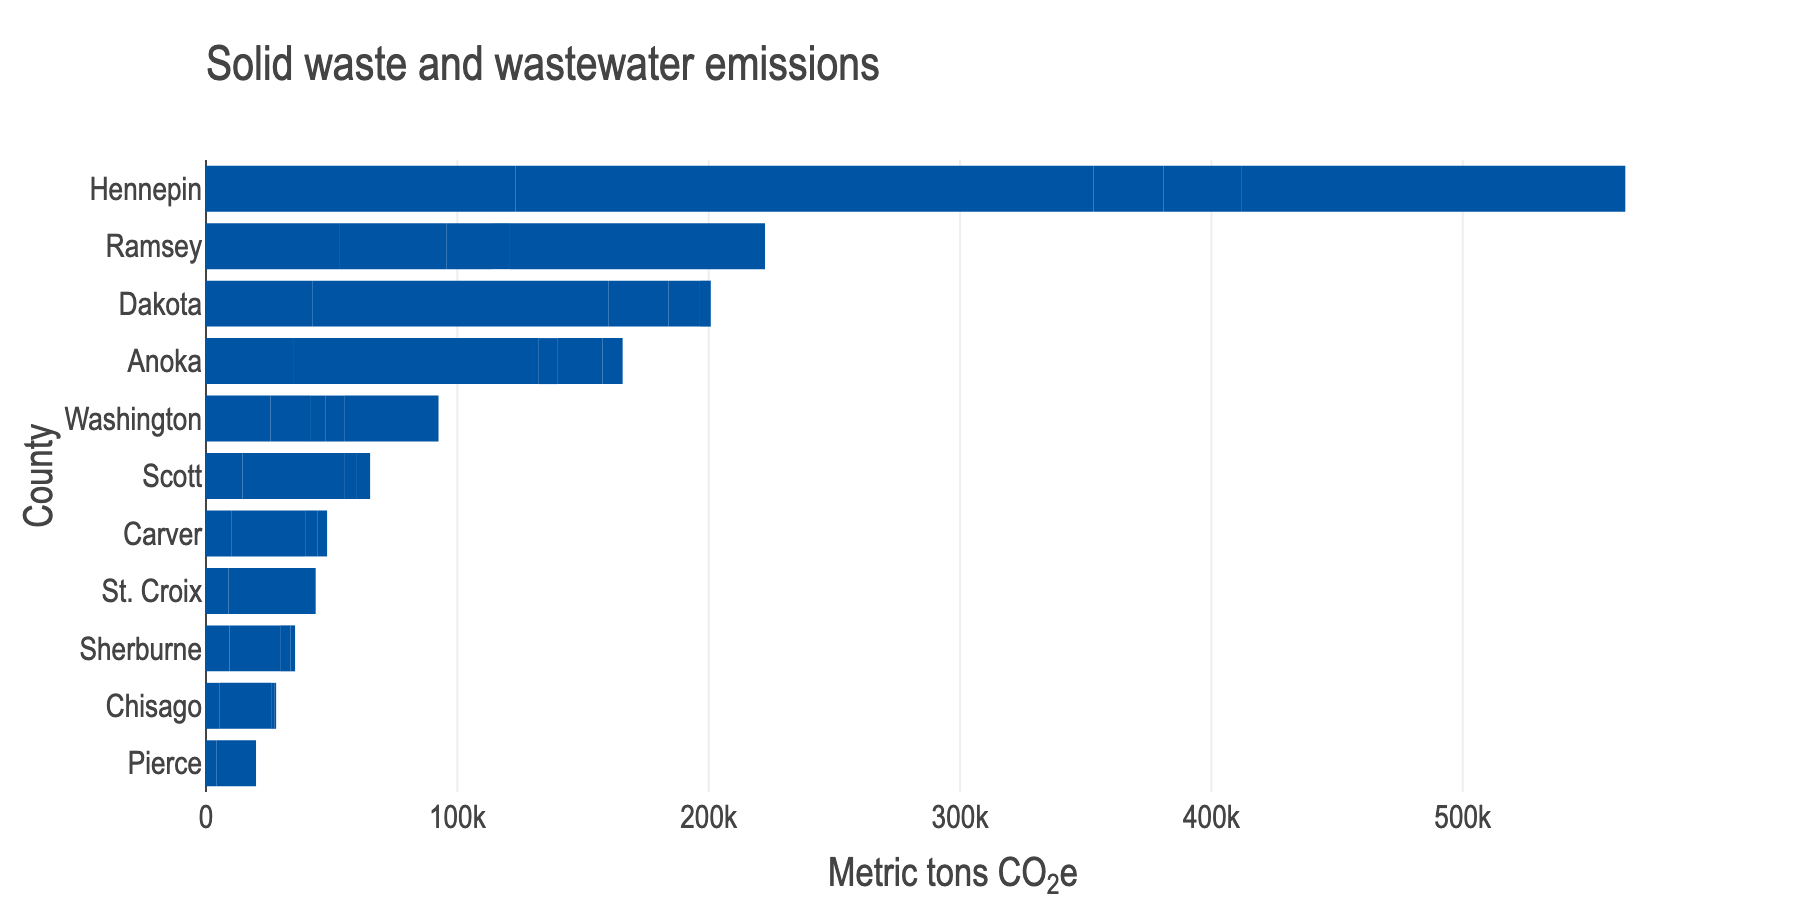 Solid waste and wastewater emissions
County
Hennepin
Ramsey
Dakota
Anoka
Washington
Scott
Carver
St. Croix
Sherburne
Chisago
Pierce
0 100k 200k 300k 400k 500k
Metric tons CO₂e